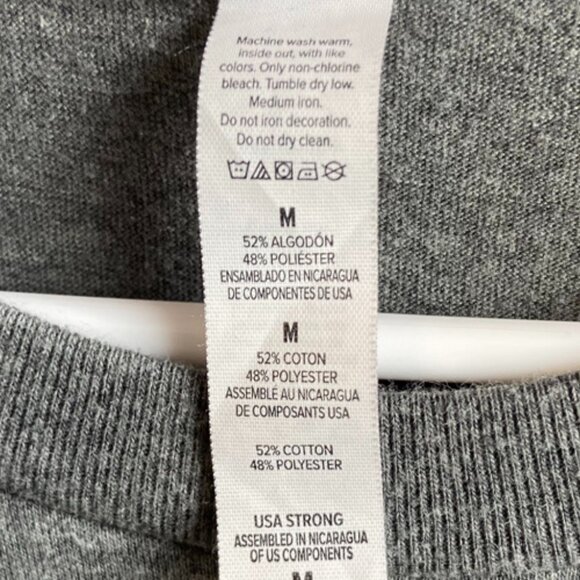 Machine wash warm,
inside out, with like
colors. Only non-chlorine
bleach. Tumble dry low.
Medium iron.
Do not iron decoration.
Do not dry clean.
M
52% ALGODÓN
48% POLIÉSTER
ENSAMBLADO EN NICARAGUA
DE COMPONENTES DE USA
M
52% COTON
48% POLYESTER
ASSEMBLÉ AU NICARAGUA
DE COMPOSANTS USA
52% COTTON
48% POLYESTER
USA STRONG
ASSEMBLED IN NICARAGUA
OF US COMPONENTS
M